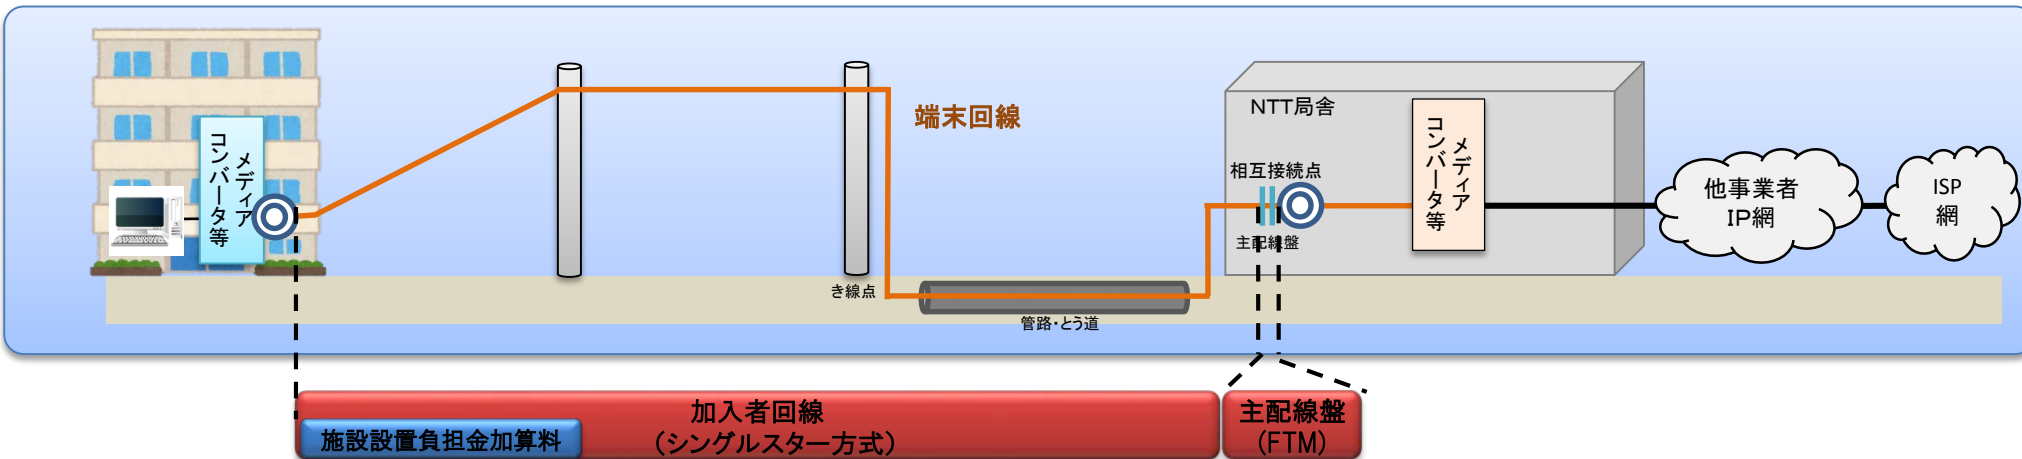 メディア
コンバータ等
端末回線
き線点
管路・とう道
NTT局舎
相互接続点
主配線盤
メディア
コンバータ等
他事業者
IP網
ISP
網
加入者回線
(シングルスター方式)
施設設置負担金加算料
主配線盤
(FTM)